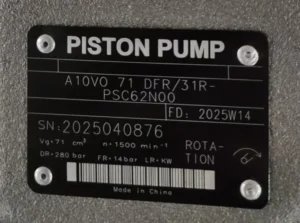 PISTON PUMP
A10VO 71 DFR/31R-
PSC62N00
FD: 2025W14
SN:2025040876
Vg=71 cm³ n=1500 min⁻¹
ROTA-
TION
DR=280 bar FR=14bar LR=KW
Made in China